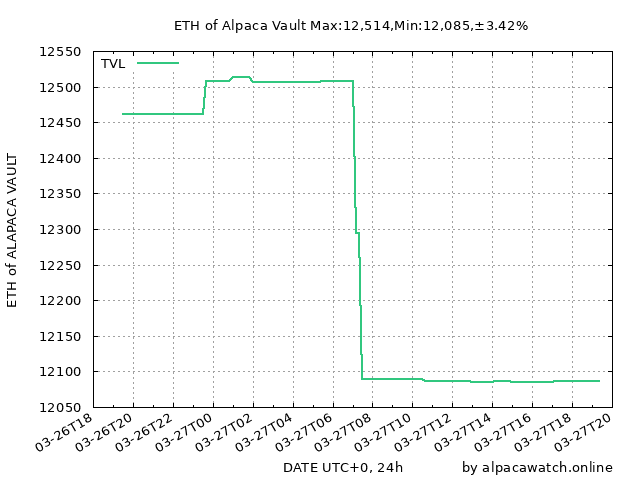 ETH of Alpaca Vault Max:12,514,Min:12,085,±3.42%
TVL
12550
12500
12450
12400
12350
12300
12250
12200
12150
12100
12050
ETH of ALAPACA VAULT
03-26T18
03-26T20
03-26T22
03-27T00
03-27T02
03-27T04
03-27T06
03-27T08
03-27T10
03-27T12
03-27T14
03-27T16
03-27T18
03-27T20
DATE UTC+0, 24h
by alpacawatch.online